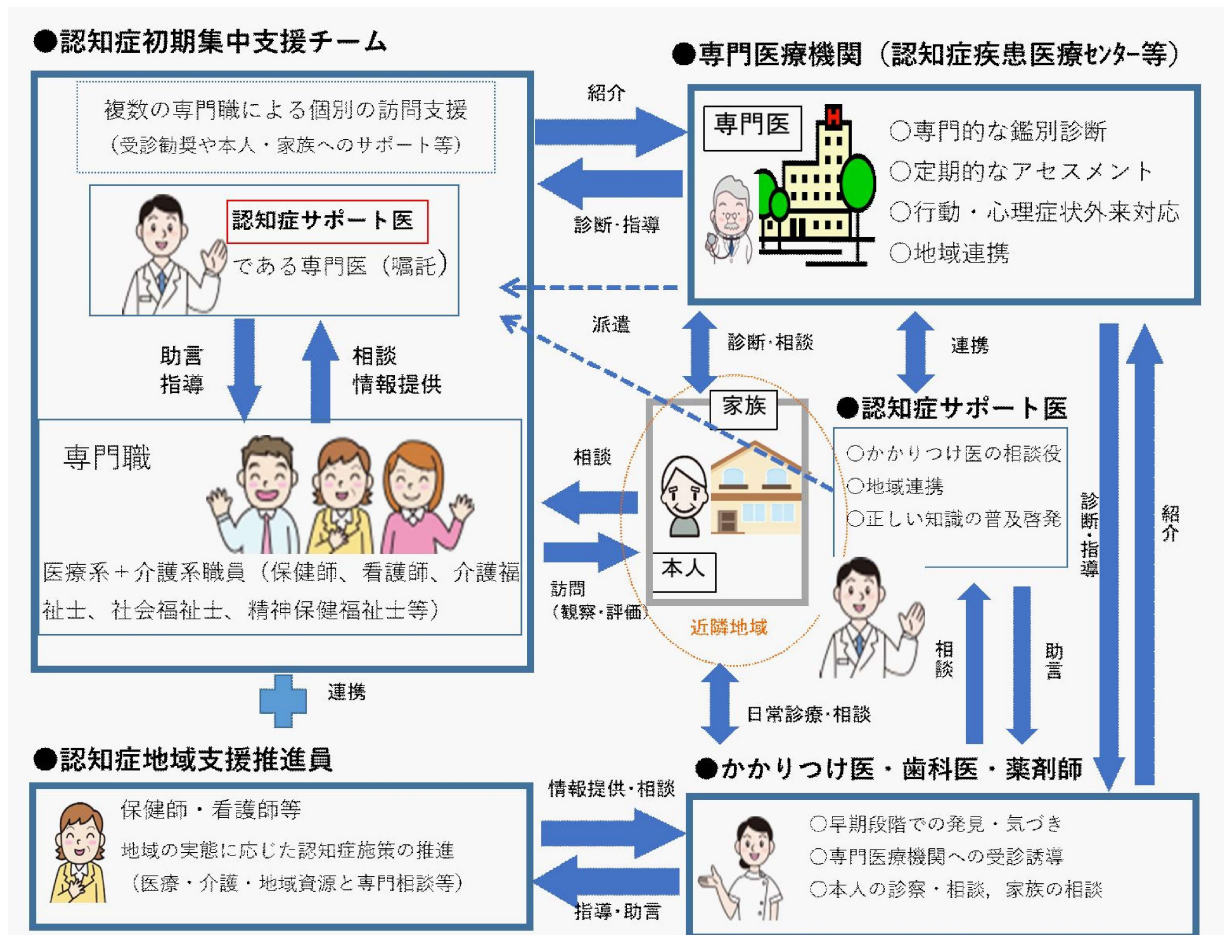 ●認知症初期集中支援チーム
複数の専門職による個別の訪問支援
（受診勧奨や本人・家族へのサポート等）
認知症サポート医
である専門医（嘱託）
助言
指導
相談
情報提供
専門職
医療系＋介護系職員（保健師、看護師、介護福
祉士、社会福祉士、精神保健福祉士等）
連携
●認知症地域支援推進員
保健師・看護師等
地域の実態に応じた認知症施策の推進
（医療・介護・地域資源と専門相談等）
紹介
診断・指導
派遣
相談
訪問
（観察・評価）
情報提供・相談
指導・助言
●専門医療機関（認知症疾患医療ｾﾝﾀｰ等）
専門医
H
○専門的な鑑別診断
○定期的なアセスメント
○行動・心理症状外来対応
○地域連携
診断・相談
連携
家族
本人
近隣地域
日常診療・相談
●認知症サポート医
○かかりつけ医の相談役
○地域連携
○正しい知識の普及啓発
相談
助言
診断・指導
紹介
●かかりつけ医・歯科医・薬剤師
○早期段階での発見・気づき
○専門医療機関への受診誘導
○本人の診察・相談，家族の相談